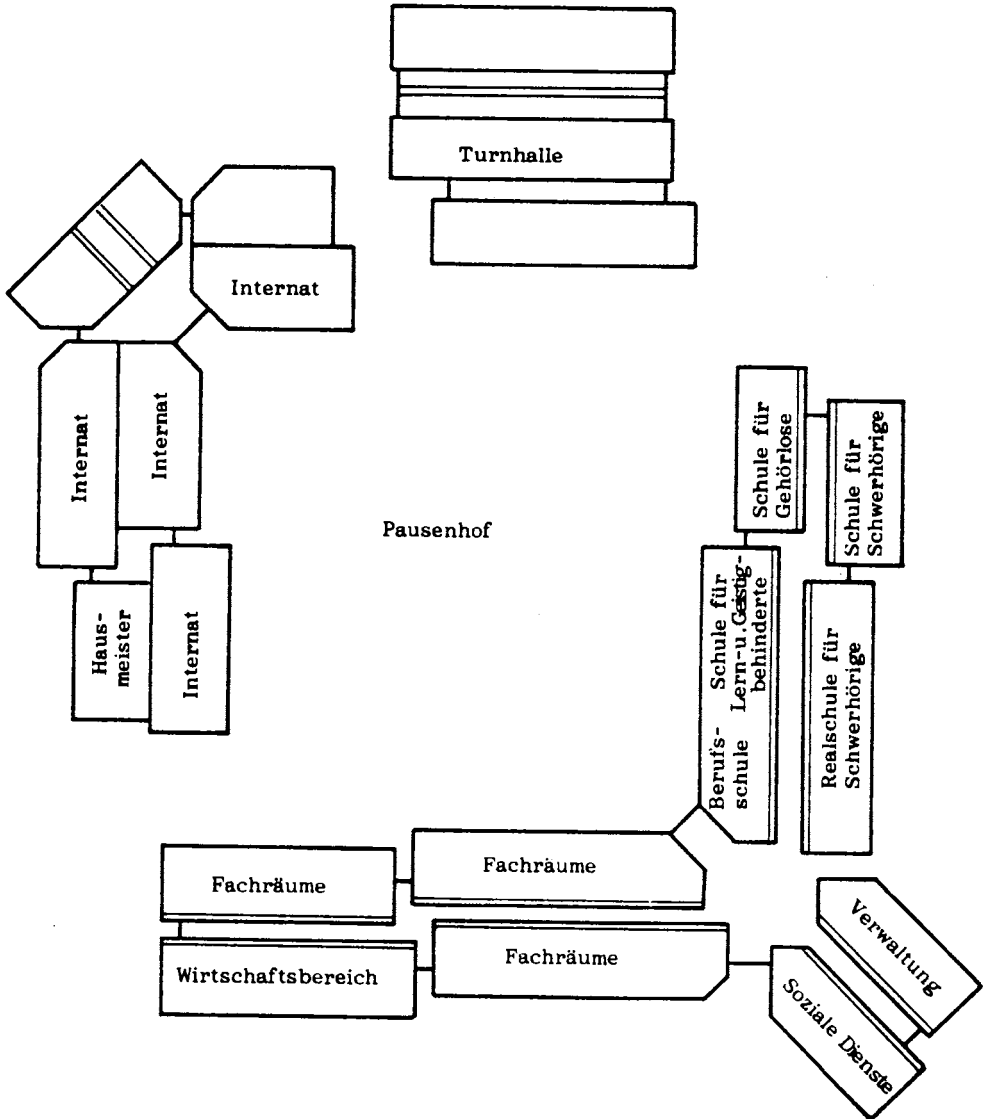 Turnhalle
Internat
Internat
Internat
Pausenhof
Schule für
Gehörlose
Schule für
Schwerhörige
Haus-
meister
Internat
Berufs-
schule
Schule für
Lern-u.Geistig-
behinderte
Realschule für
Schwerhörige
Fachräume
Fachräume
Wirtschaftsbereich
Fachräume
Verwaltung
Soziale Dienste